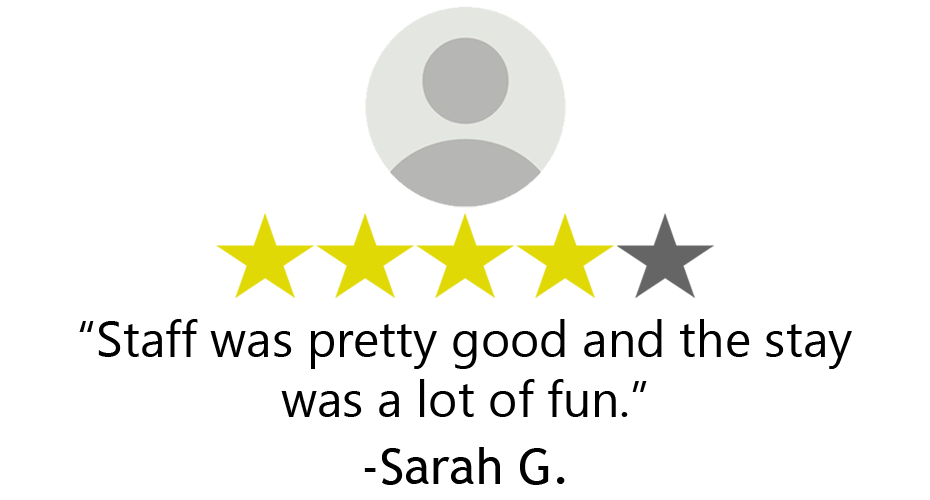 “Staff was pretty good and the stay
was a lot of fun.”
-Sarah G.